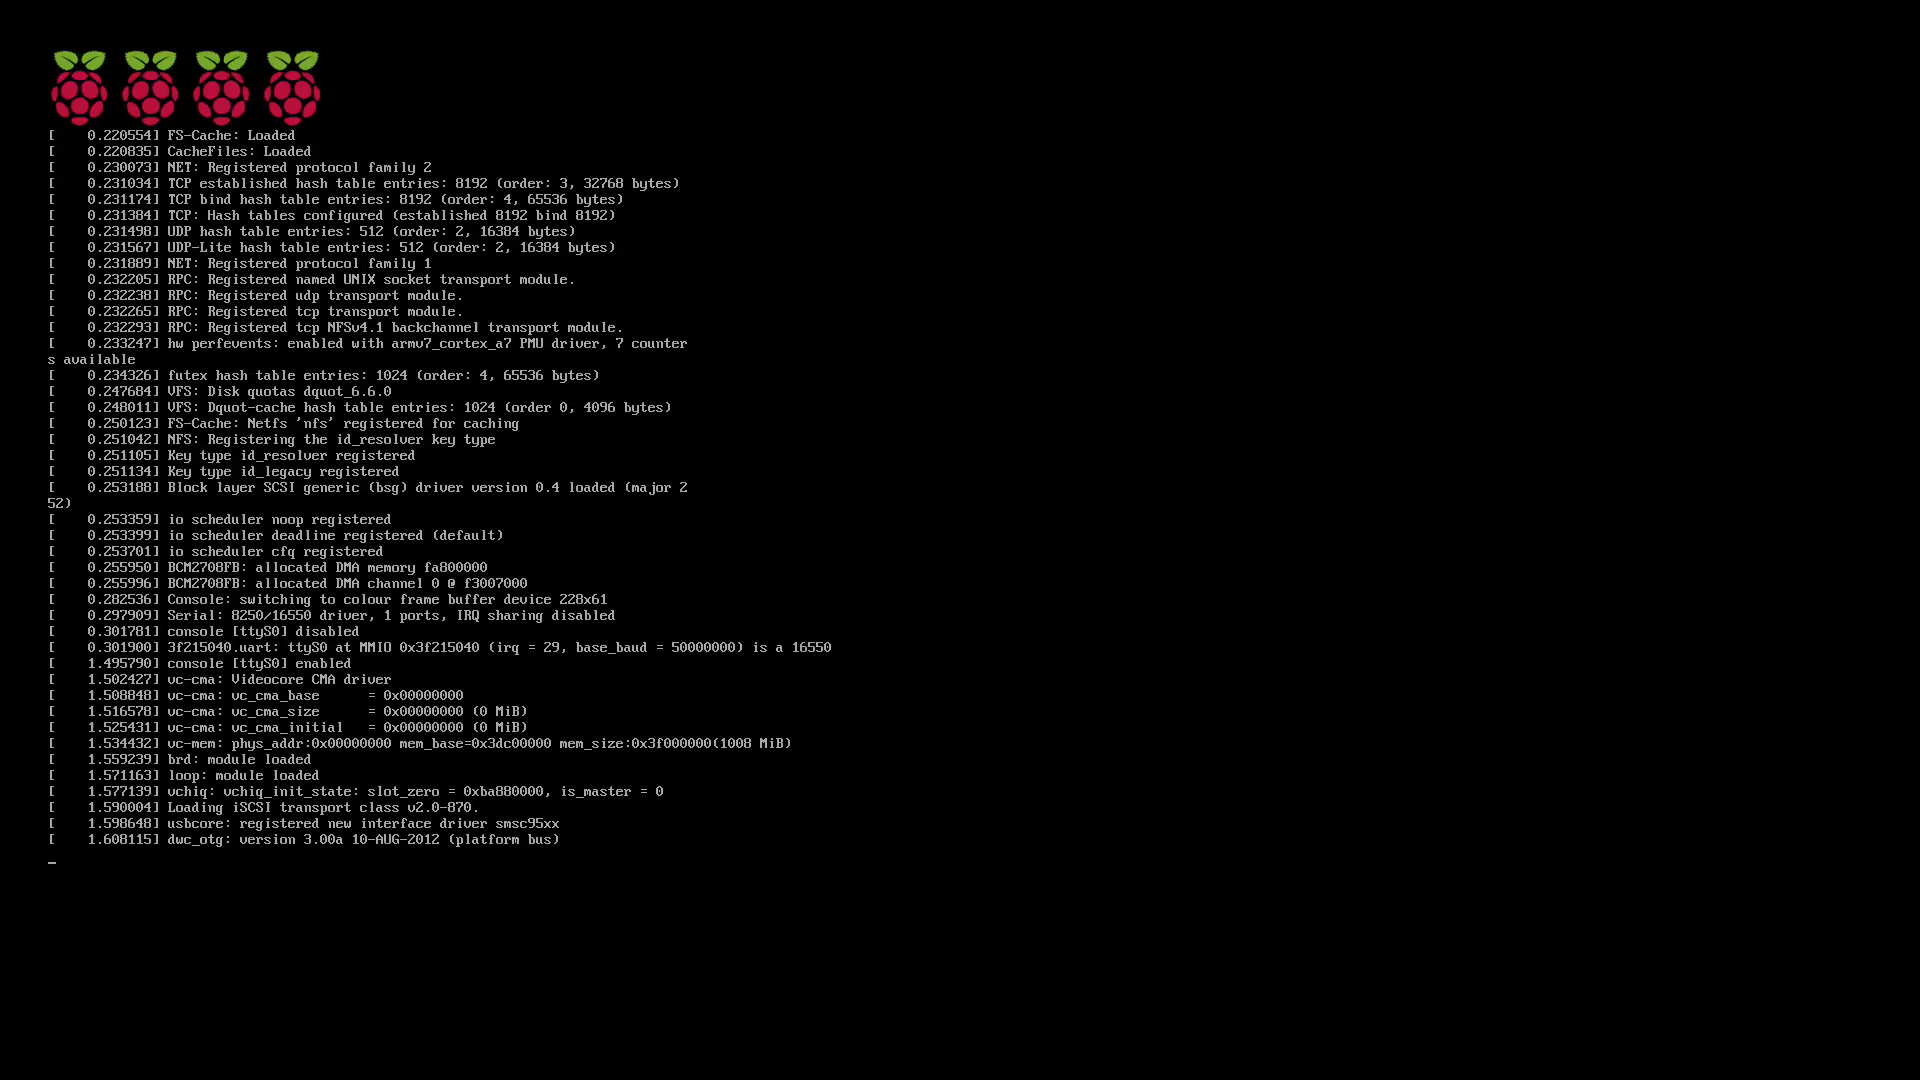 [    0.220554] FS-Cache: Loaded
[    0.220835] CacheFiles: Loaded
[    0.230073] NET: Registered protocol family 2
[    0.231034] TCP established hash table entries: 8192 (order: 3, 32768 bytes)
[    0.231174] TCP bind hash table entries: 8192 (order: 4, 65536 bytes)
[    0.231384] TCP: Hash tables configured (established 8192 bind 8192)
[    0.231498] UDP hash table entries: 512 (order: 2, 16384 bytes)
[    0.231567] UDP-Lite hash table entries: 512 (order: 2, 16384 bytes)
[    0.231889] NET: Registered protocol family 1
[    0.232205] RPC: Registered named UNIX socket transport module.
[    0.232238] RPC: Registered udp transport module.
[    0.232265] RPC: Registered tcp transport module.
[    0.232293] RPC: Registered tcp NFSv4.1 backchannel transport module.
[    0.233247] hw perfevents: enabled with armv7_cortex_a7 PMU driver, 7 counter
s available
[    0.234326] futex hash table entries: 1024 (order: 4, 65536 bytes)
[    0.247684] VFS: Disk quotas dquot_6.6.0
[    0.248011] VFS: Dquot-cache hash table entries: 1024 (order 0, 4096 bytes)
[    0.250123] FS-Cache: Netfs 'nfs' registered for caching
[    0.251042] NFS: Registering the id_resolver key type
[    0.251105] Key type id_resolver registered
[    0.251134] Key type id_legacy registered
[    0.253188] Block layer SCSI generic (bsg) driver version 0.4 loaded (major 2
52)
[    0.253359] io scheduler noop registered
[    0.253399] io scheduler deadline registered (default)
[    0.253701] io scheduler cfq registered
[    0.255950] BCM2708FB: allocated DMA memory fa800000
[    0.255996] BCM2708FB: allocated DMA channel 0 @ f3007000
[    0.282536] Console: switching to colour frame buffer device 228x61
[    0.297909] Serial: 8250/16550 driver, 1 ports, IRQ sharing disabled
[    0.301781] console [ttyS0] disabled
[    0.301900] 3f215040.uart: ttyS0 at MMIO 0x3f215040 (irq = 29, base_baud = 50000000) is a 16550
[    1.495790] console [ttyS0] enabled
[    1.502427] vc-cma: Videocore CMA driver
[    1.508848] vc-cma: vc_cma_base      = 0x00000000
[    1.516578] vc-cma: vc_cma_size      = 0x00000000 (0 MiB)
[    1.525431] vc-cma: vc_cma_initial   = 0x00000000 (0 MiB)
[    1.534432] vc-mem: phys_addr:0x00000000 mem_base=0x3dc00000 mem_size:0x3f000000(1008 MiB)
[    1.559239] brd: module loaded
[    1.571163] loop: module loaded
[    1.577139] vchiq: vchiq_init_state: slot_zero = 0xba880000, is_master = 0
[    1.590004] Loading iSCSI transport class v2.0-870.
[    1.598648] usbcore: registered new interface driver smsc95xx
[    1.608115] dwc_otg: version 3.00a 10-AUG-2012 (platform bus)
_